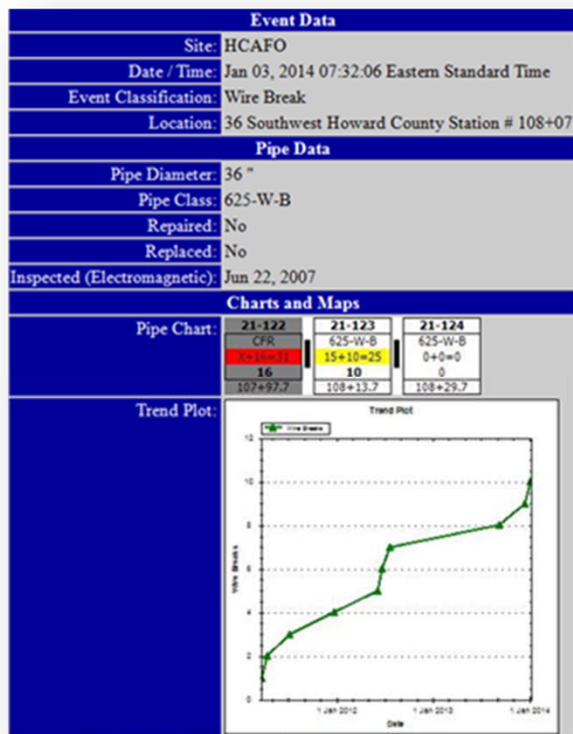 Event Data
Site: HCAFO
Date / Time: Jan 03, 2014 07:32:06 Eastern Standard Time
Event Classification: Wire Break
Location: 36 Southwest Howard County Station # 108+07
Pipe Data
Pipe Diameter: 36 "
Pipe Class: 625-W-B
Repaired: No
Replaced: No
Inspected (Electromagnetic): Jun 22, 2007
Charts and Maps
Pipe Chart:
21-122 21-123 21-124
CFR 625-W-B 625-W-B
X+16=31 15+10=25 0+0=0
16 10 0
107+97.7 108+13.7 108+29.7
Trend Plot:
Trend Plot
Wire Breaks
12
10
8
6
4
2
0
Wire Breaks
1 Jan 2012 1 Jan 2013 1 Jan 2014
Date